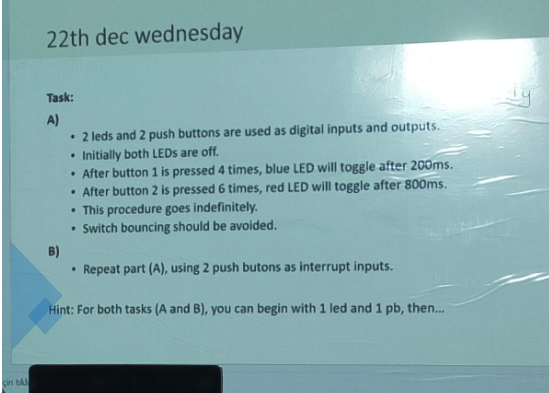 22th dec wednesday
Task:
A)
• 2 leds and 2 push buttons are used as digital inputs and outputs.
• Initially both LEDs are off.
• After button 1 is pressed 4 times, blue LED will toggle after 200ms.
• After button 2 is pressed 6 times, red LED will toggle after 800ms.
• This procedure goes indefinitely.
• Switch bouncing should be avoided.
B)
• Repeat part (A), using 2 push butons as interrupt inputs.
Hint: For both tasks (A and B), you can begin with 1 led and 1 pb, then...
için tıkla